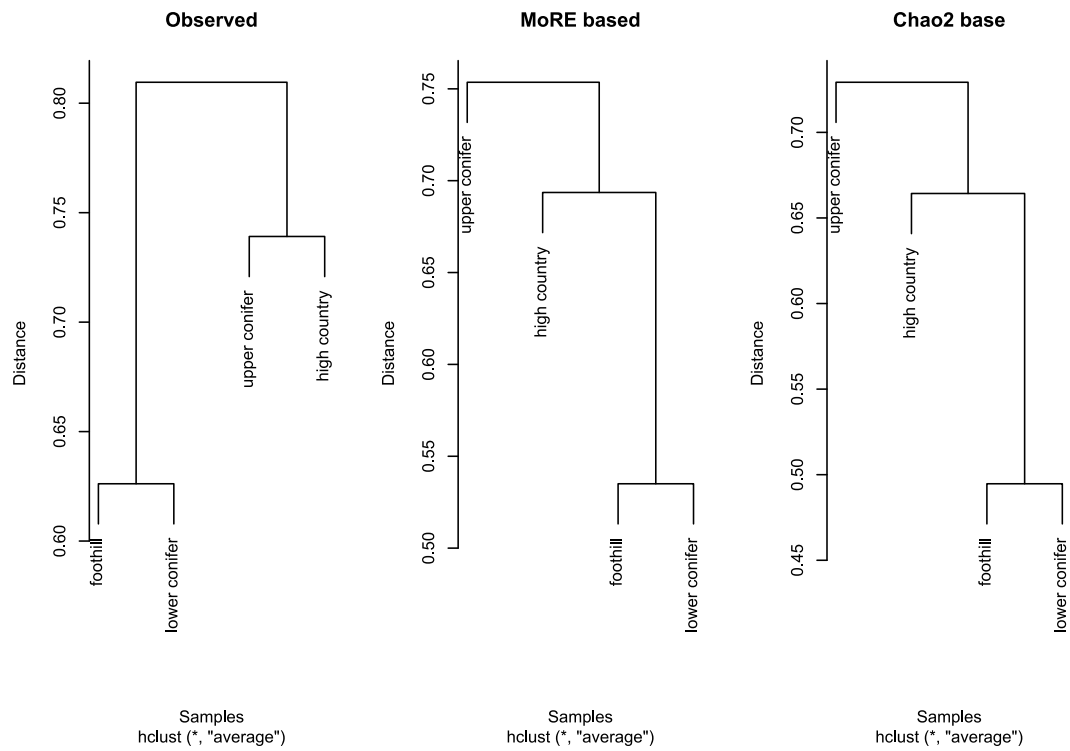 Observed
Distance
0.80
0.75
0.70
0.65
0.60
foothill
lower conifer
upper conifer
high country
Samples
hclust (*, "average")
MoRE based
Distance
0.75
0.70
0.65
0.60
0.55
0.50
upper conifer
high country
foothill
lower conifer
Samples
hclust (*, "average")
Chao2 base
Distance
0.70
0.65
0.60
0.55
0.50
0.45
upper conifer
high country
foothill
lower conifer
Samples
hclust (*, "average")